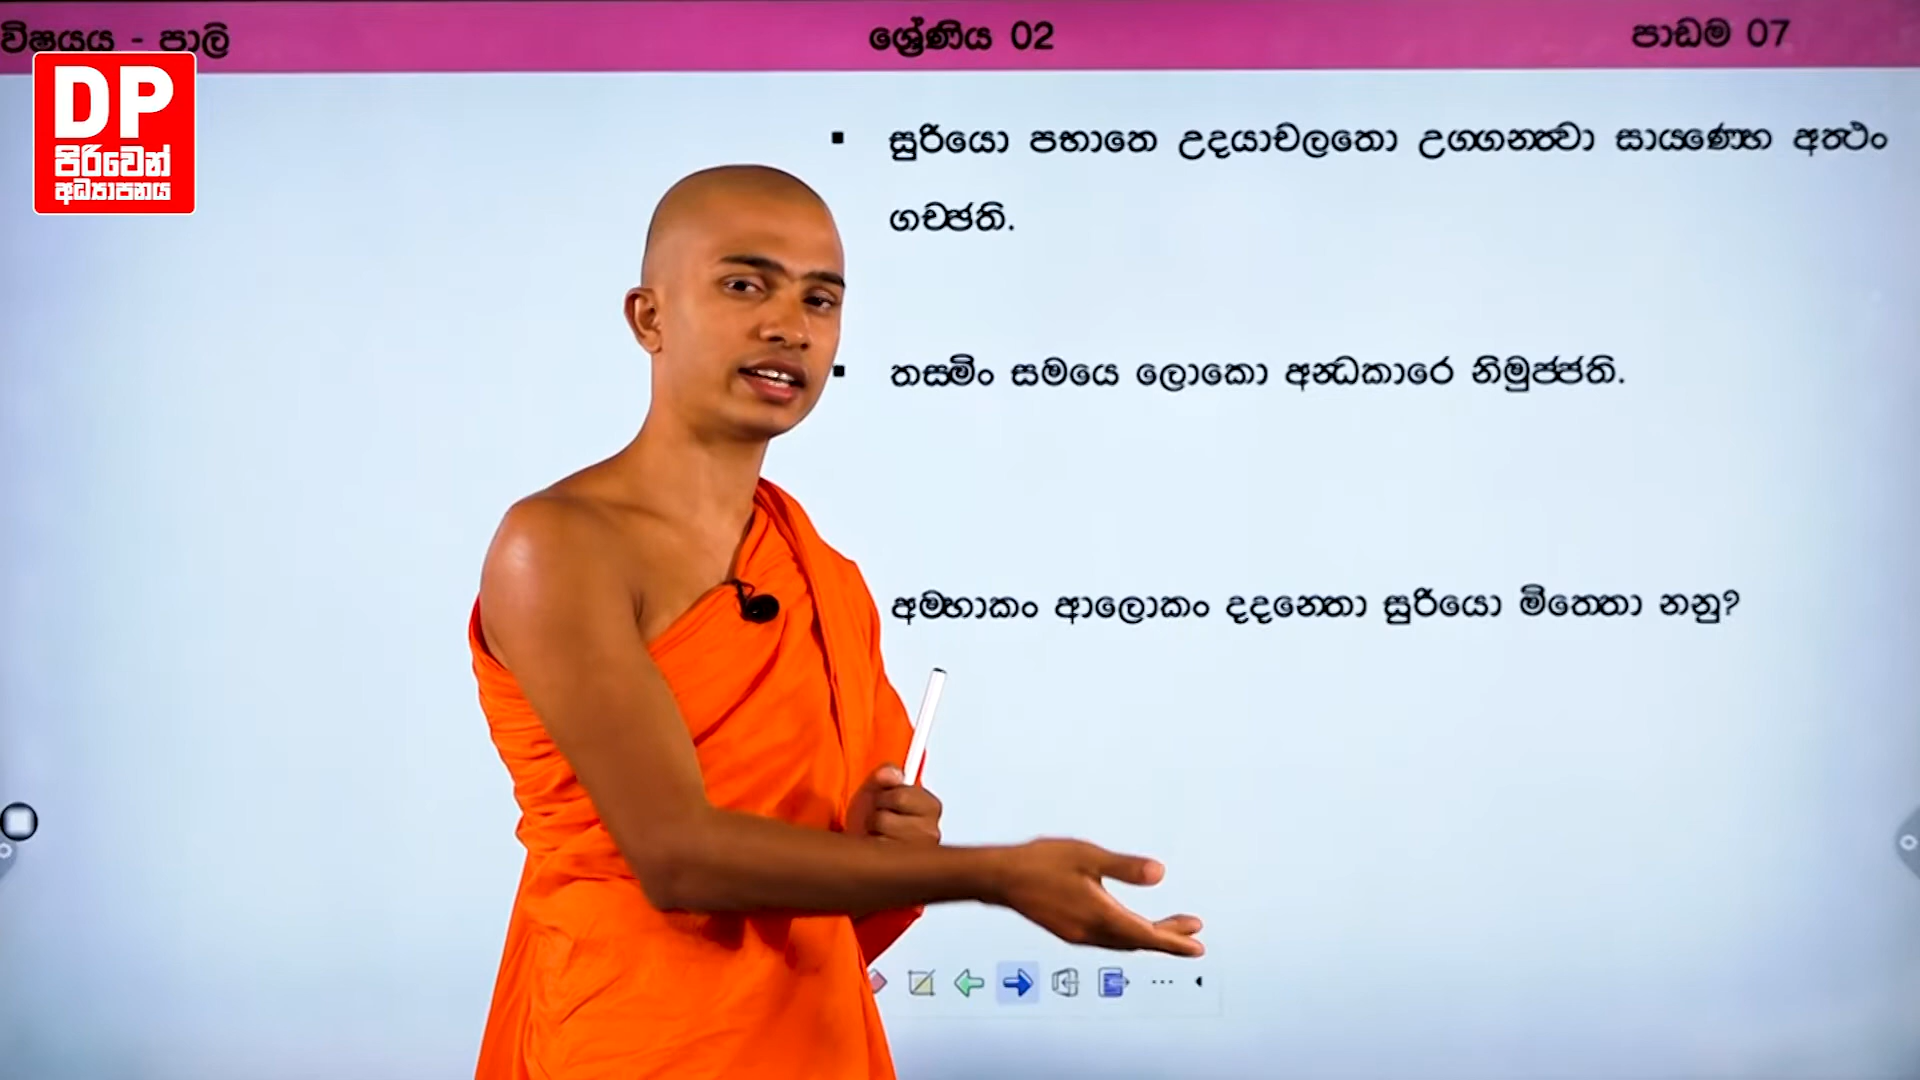 විෂයය - පාලි
ශ්‍රේණිය 02
පාඩම 07
DP
පිරිවෙන්
අධ්‍යාපනය
සුරියො පභාතෙ උදයාචලතො උග‍්ගන‍්ත්‍වා සායණ‍්හෙ අත්‍ථං
ගච‍්ඡති.
තස‍්මිං සමයෙ ලොකො අන්‍ධකාරෙ නිමුජ‍්ජති.
අම‍්හාකං ආලොකං දදන‍්තො සුරියො මිත‍්තො නනු?